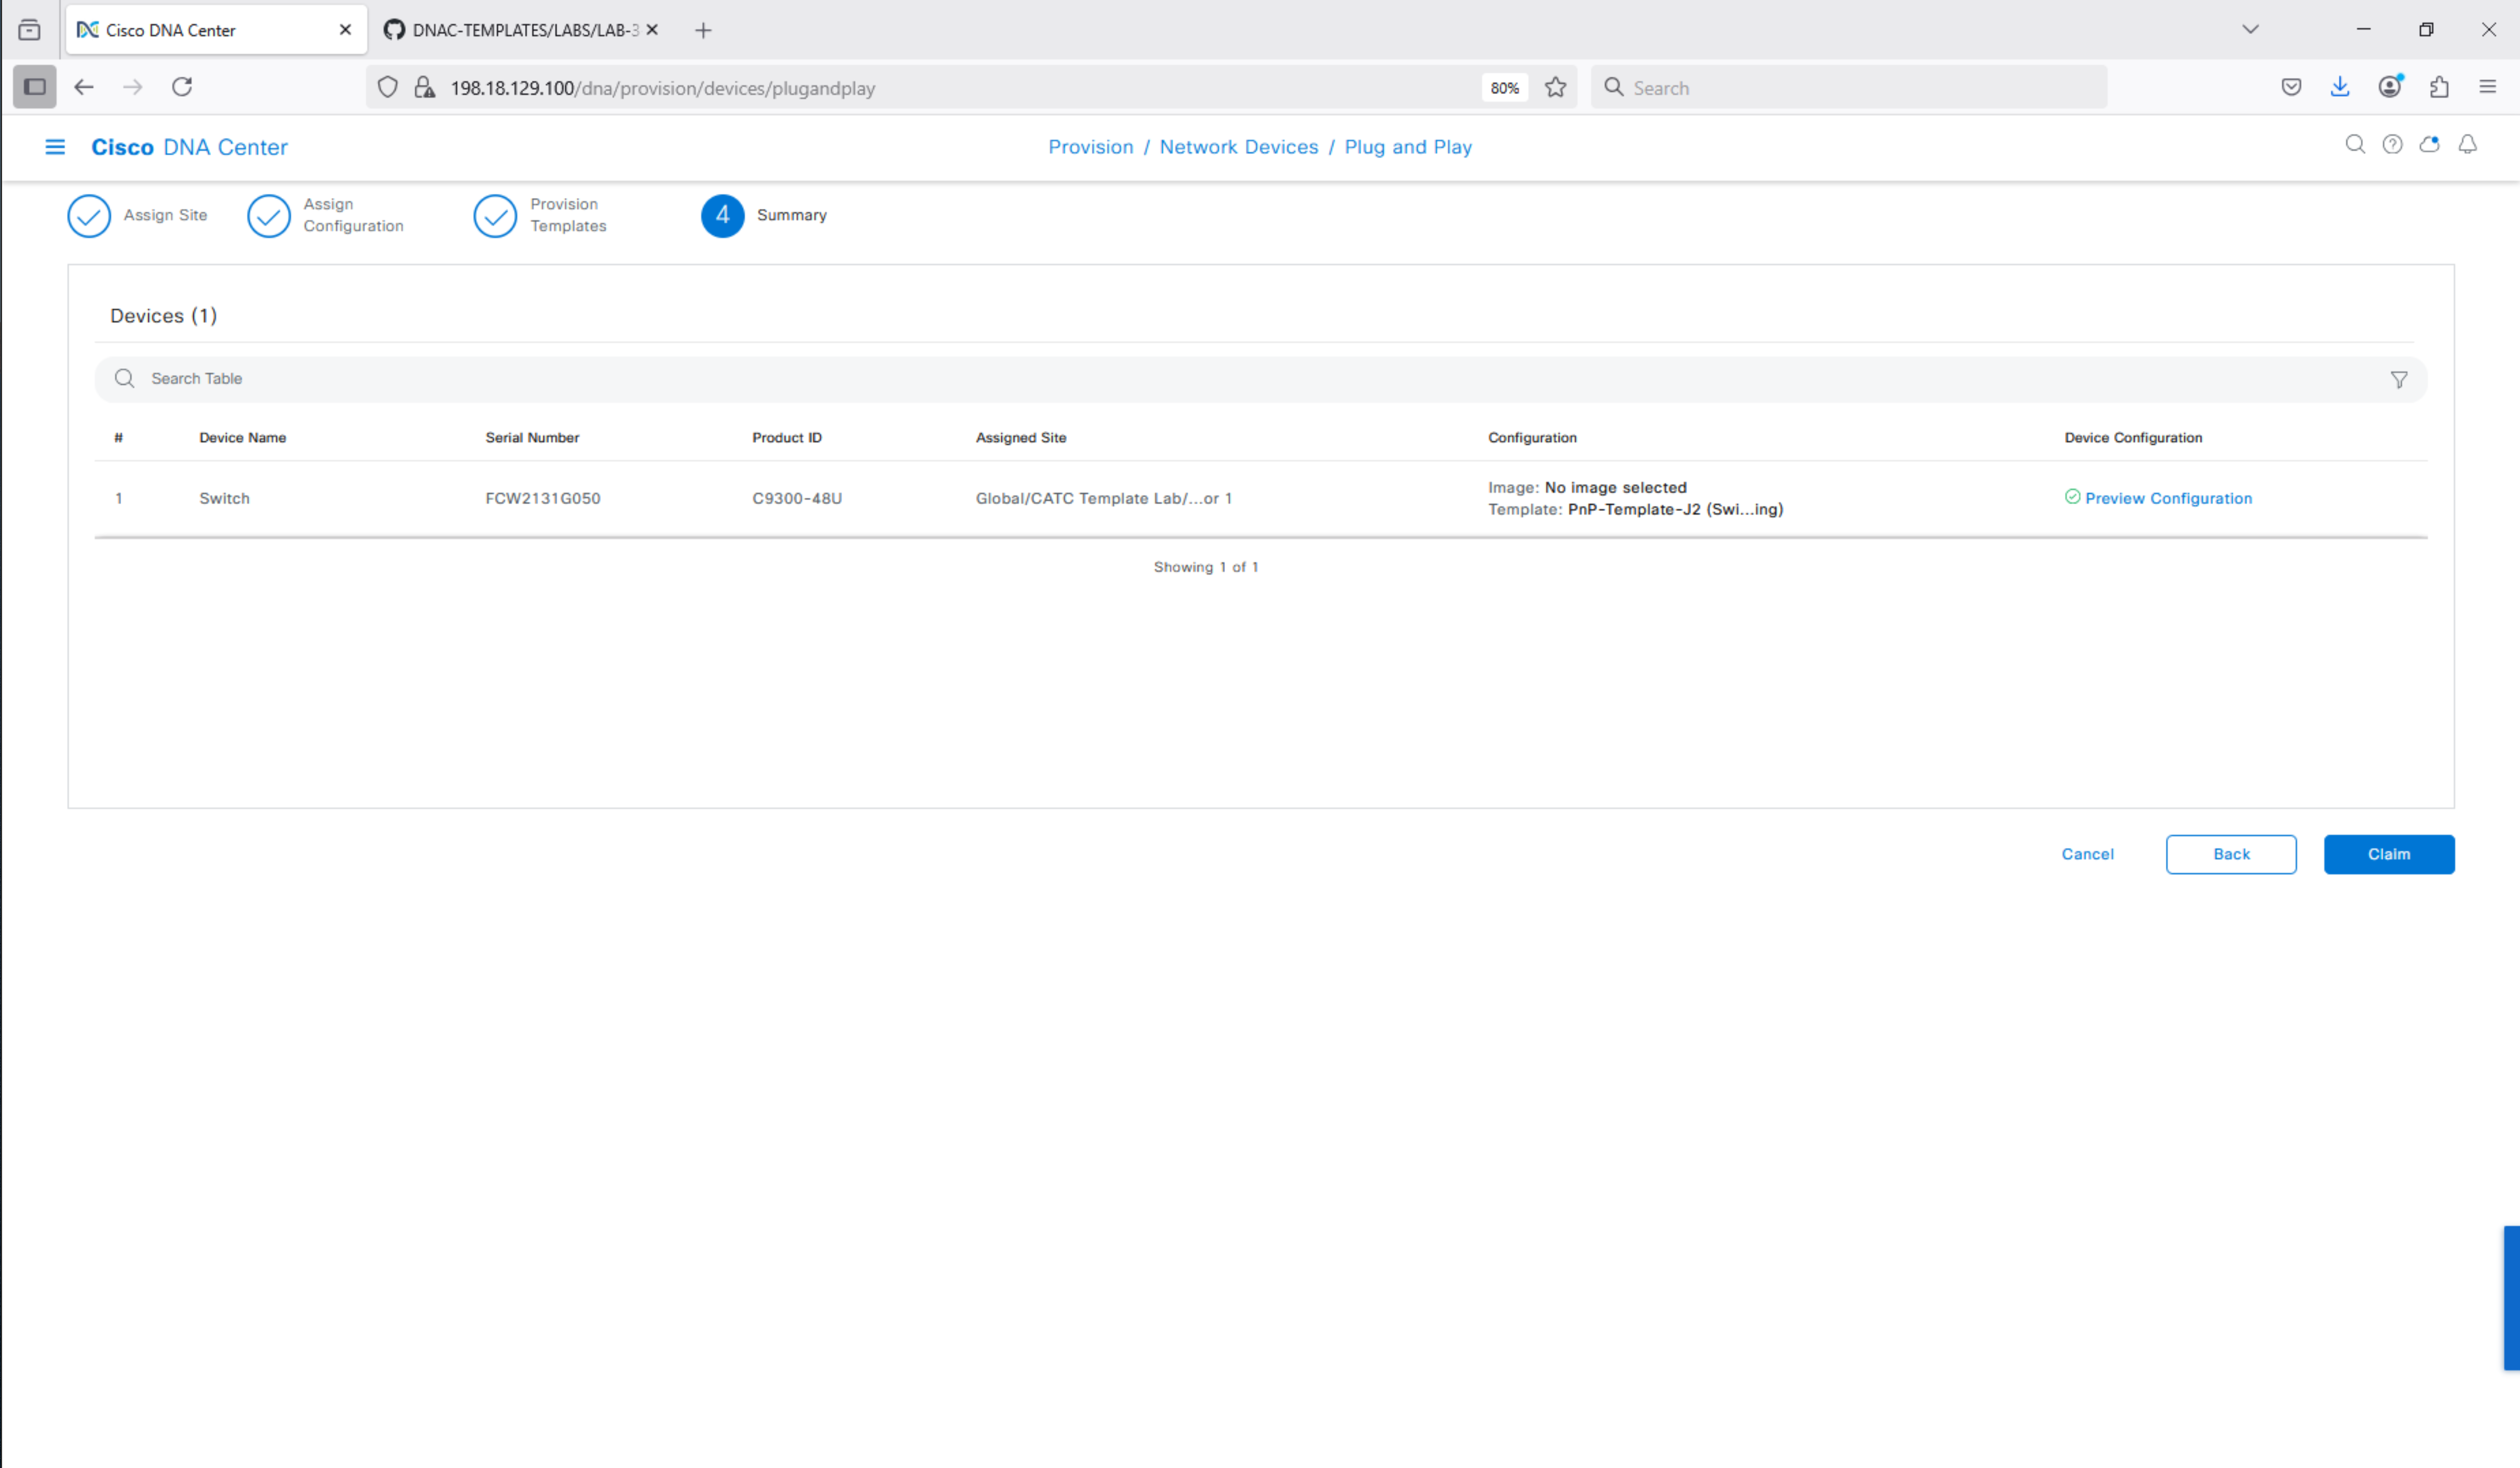 Cisco DNA Center
DNAC-TEMPLATES/LABS/LAB-3
198.18.129.100/dna/provision/devices/plugandplay
80%
Search
Cisco DNA Center
Provision / Network Devices / Plug and Play
Assign Site
Assign
Configuration
Provision
Templates
4
Summary
Devices (1)
Search Table
# Device Name Serial Number Product ID Assigned Site Configuration Device Configuration
1 Switch FCW2131G050 C9300-48U Global/CATC Template Lab/...or 1 Image: No image selected
Template: PnP-Template-J2 (Swi...ing)
Preview Configuration
Showing 1 of 1
Cancel Back Claim